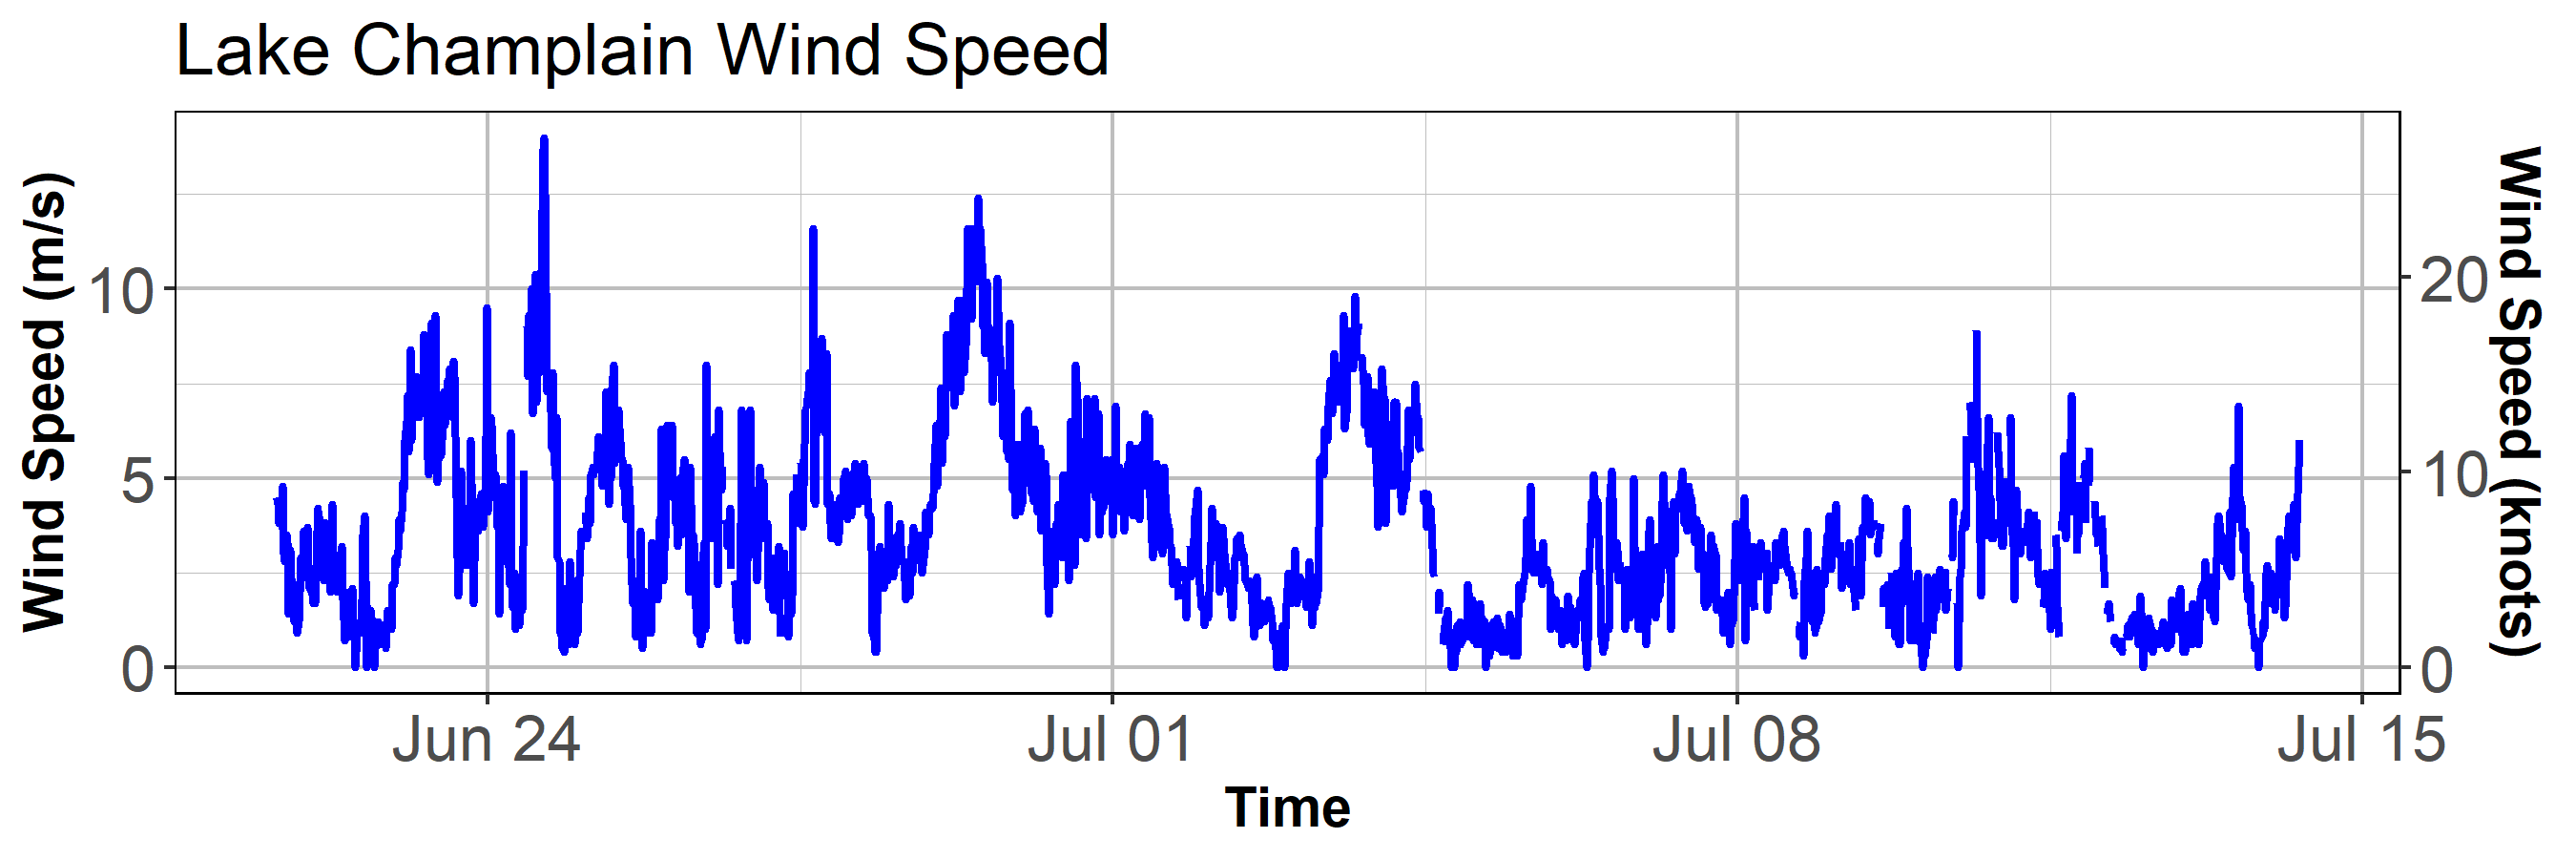 Lake Champlain Wind Speed
Wind Speed (m/s)
10
5
0
20
10
0
Wind Speed (knots)
Jun 24
Jul 01
Jul 08
Jul 15
Time